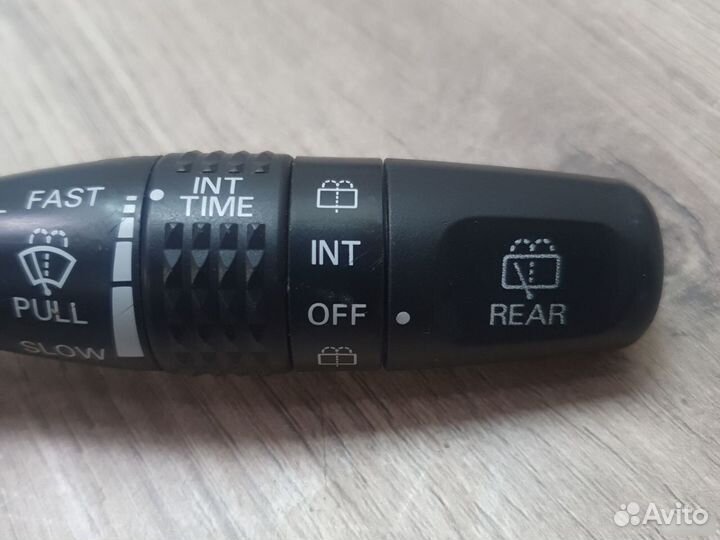 FAST
PULL
SLOW
INT
TIME
INT
OFF
REAR
Avito